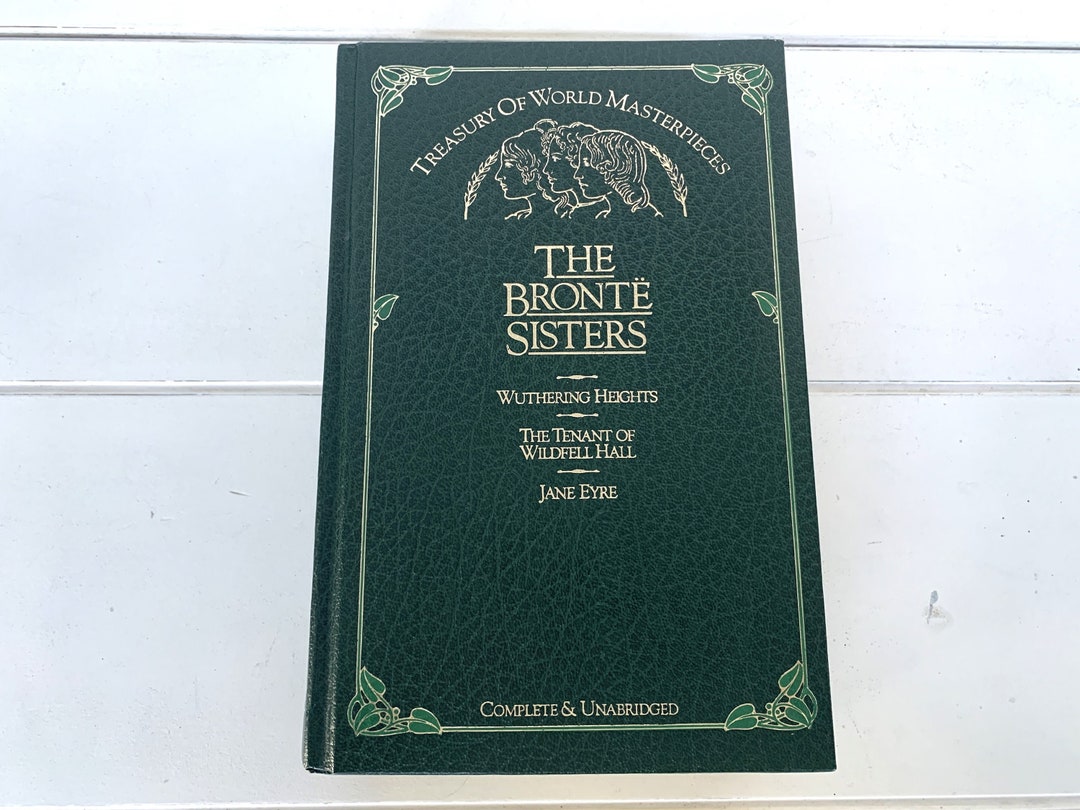 Treasury Of World Masterpieces
THE
BRONTË
SISTERS
Wuthering Heights
The Tenant of
Wildfell Hall
Jane Eyre
Complete & Unabridged